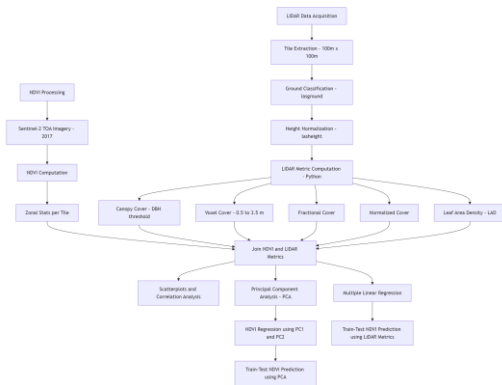 LiDAR Data Acquisition
Tile Extraction - 100m x
100m
Ground Classification -
lasground
Height Normalization -
lasheight
LiDAR Metric Computation
- Python
NDVI Processing
Sentinel-2 TOA Imagery -
2017
NDVI Computation
Zonal Stats per Tile
Canopy Cover - DBH
threshold
Voxel Cover - 0.5 to 3.5 m
Fractional Cover
Normalized Cover
Leaf Area Density - LAD
Join NDVI and LiDAR
Metrics
Scatterplots and
Correlation Analysis
Principal Component
Analysis - PCA
Multiple Linear Regression
NDVI Regression using PC1
and PC2
Train-Test NDVI Prediction
using LiDAR Metrics
Train-Test NDVI Prediction
using PCA